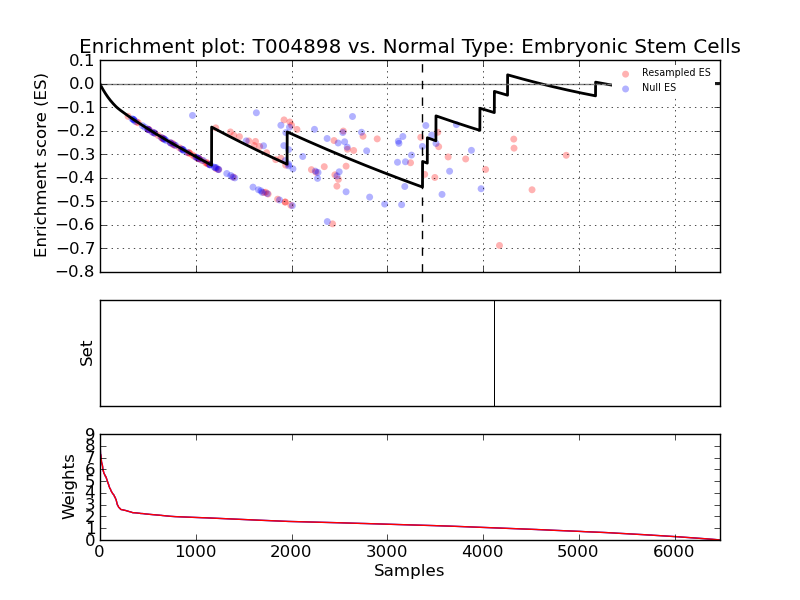 Enrichment plot: T004898 vs. Normal Type: Embryonic Stem Cells
0.1
0.0
−0.1
−0.2
−0.3
−0.4
−0.5
−0.6
−0.7
−0.8
Enrichment score (ES)
Resampled ES
Null ES
Set
9
8
7
6
5
4
3
2
1
0
Weights
0 1000 2000 3000 4000 5000 6000
Samples